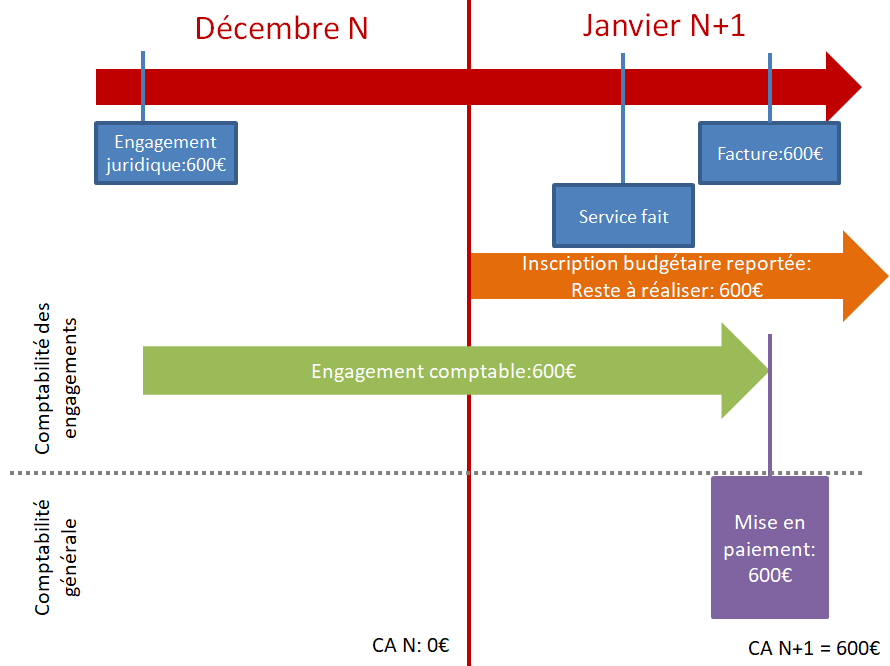 Décembre N
Janvier N+1
Engagement
juridique:600€
Facture:600€
Service fait
Inscription budgétaire reportée:
Reste à réaliser: 600€
Comptabilité des
engagements
Engagement comptable:600€
Comptabilité
générale
Mise en
paiement:
600€
CA N: 0€
CA N+1 = 600€